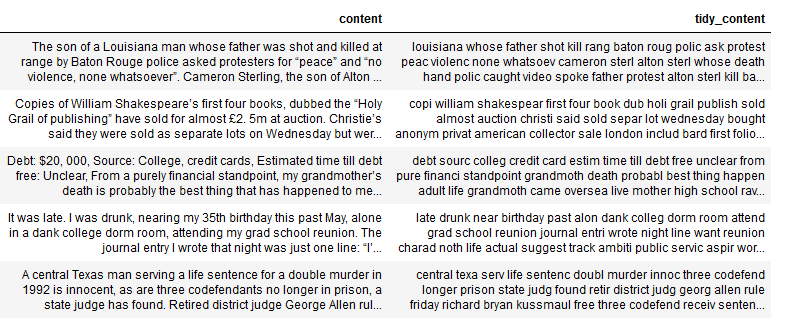 content
tidy_content
The son of a Louisiana man whose father was shot and killed at
range by Baton Rouge police asked protesters for “peace” and “no
violence, none whatsoever”. Cameron Sterling, the son of Alton ...
louisiana whose father shot kill rang baton roug polic ask protest
peac violenc none whatsoev cameron sterl alton sterl whose death
hand polic caught video spoke father protest alton sterl kill ba...
Copies of William Shakespeare’s first four books, dubbed the “Holy
Grail of publishing” have sold for almost £2. 5m at auction. Christie’s
said they were sold as separate lots on Wednesday but wer...
copi william shakespear first four book dub holi grail publish sold
almost auction christi said sold separ lot wednesday bought
anonym privat american collector sale london includ bard first folio...
Debt: $20, 000, Source: College, credit cards, Estimated time till debt
free: Unclear, From a purely financial standpoint, my grandmother’s
death is probably the best thing that has happened to me...
debt sourc colleg credit card estim time till debt free unclear from
pure financi standpoint grandmoth death probabl best thing happen
adult life grandmoth came oversea live mother high school rav...
It was late. I was drunk, nearing my 35th birthday this past May, alone
in a dank college dorm room, attending my grad school reunion. The
journal entry I wrote that night was just one line: “I’...
late drunk near birthday past alon dank colleg dorm room attend
grad school reunion journal entri wrote night line want reunion
charad noth life actual suggest track ambiti public servic aspir wor...
A central Texas man serving a life sentence for a double murder in
1992 is innocent, as are three codefendants no longer in prison, a
state judge has found. Retired district judge George Allen rul...
central texa serv life sentenc doubl murder innoc three codefend
longer prison state judg found retir district judg georg allen rule
friday richard bryan kussmaul free three codefend receiv senten...